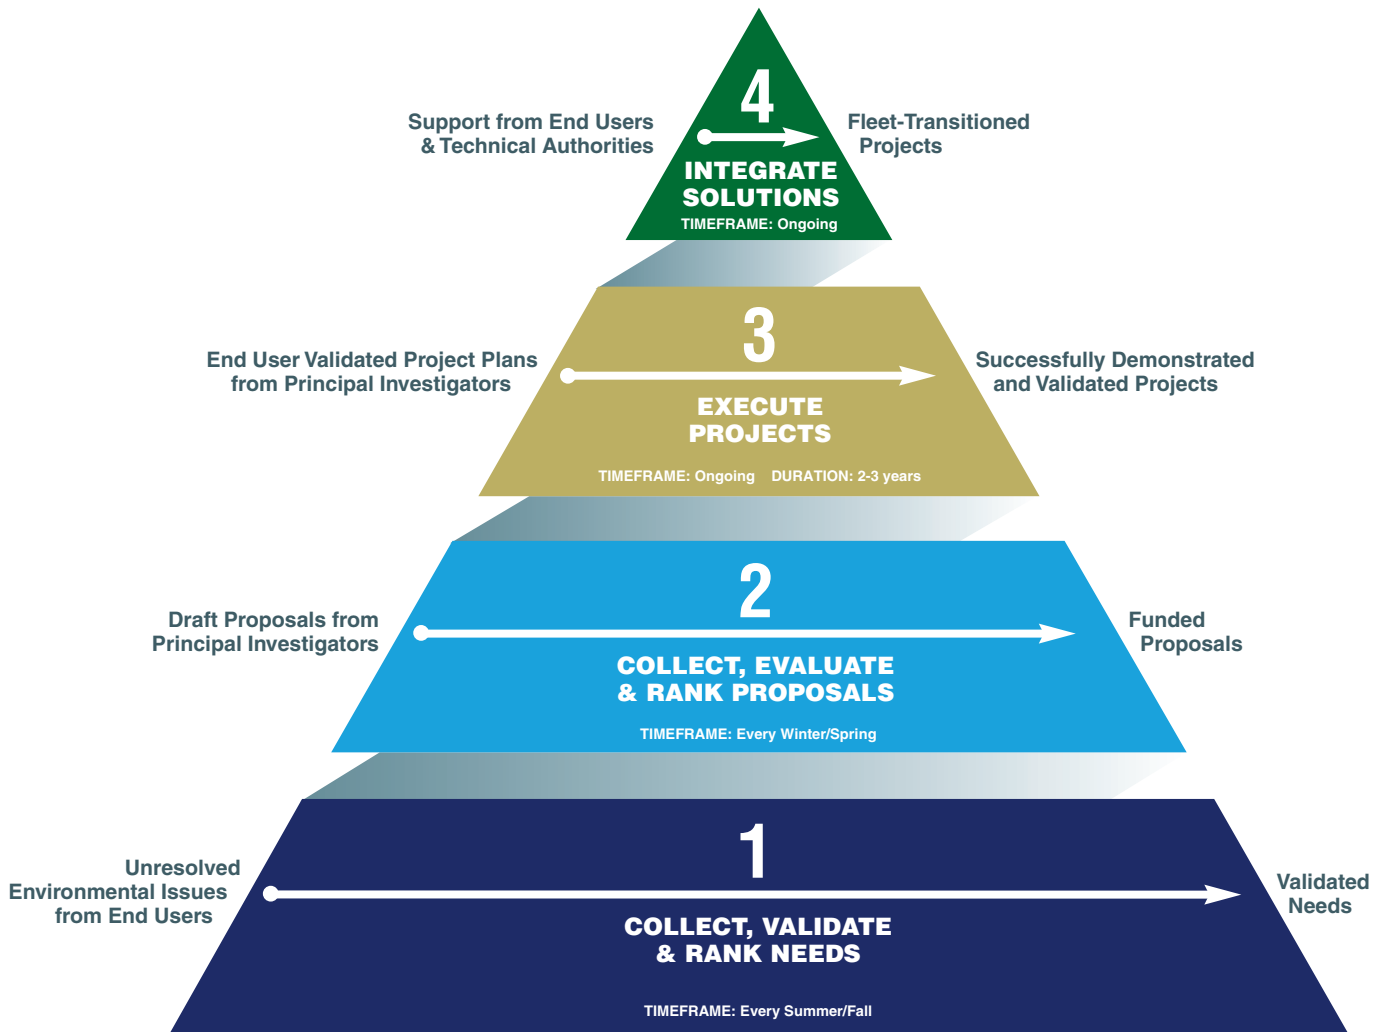 4
Support from End Users
& Technical Authorities
Fleet-Transitioned
Projects
INTEGRATE
SOLUTIONS
TIMEFRAME: Ongoing
3
End User Validated Project Plans
from Principal Investigators
Successfully Demonstrated
and Validated Projects
EXECUTE
PROJECTS
TIMEFRAME: Ongoing DURATION: 2-3 years
2
Draft Proposals from
Principal Investigators
Funded
Proposals
COLLECT, EVALUATE
& RANK PROPOSALS
TIMEFRAME: Every Winter/Spring
1
Unresolved
Environmental Issues
from End Users
Validated
Needs
COLLECT, VALIDATE
& RANK NEEDS
TIMEFRAME: Every Summer/Fall